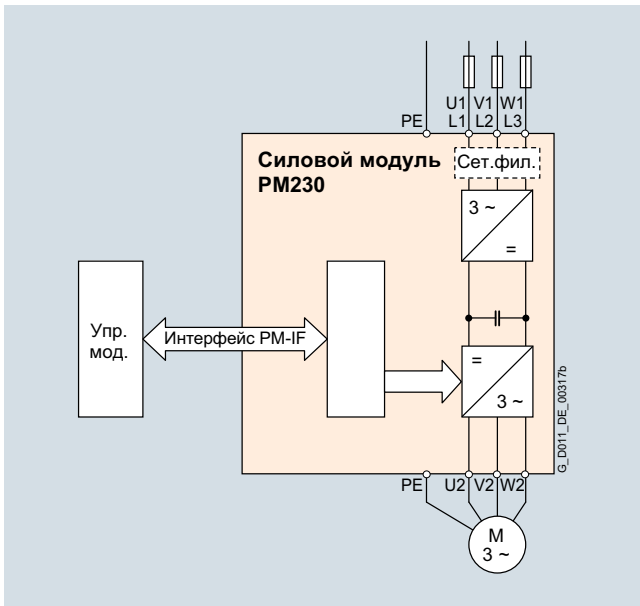 U1 V1 W1
PE L1 L2 L3
Силовой модуль
PM230
Сет.фил.
3 ~
=
Упр.
мод.
Интерфейс PM-IF
=
3 ~
G_D011_DE_00317b
PE U2 V2 W2
M
3 ~